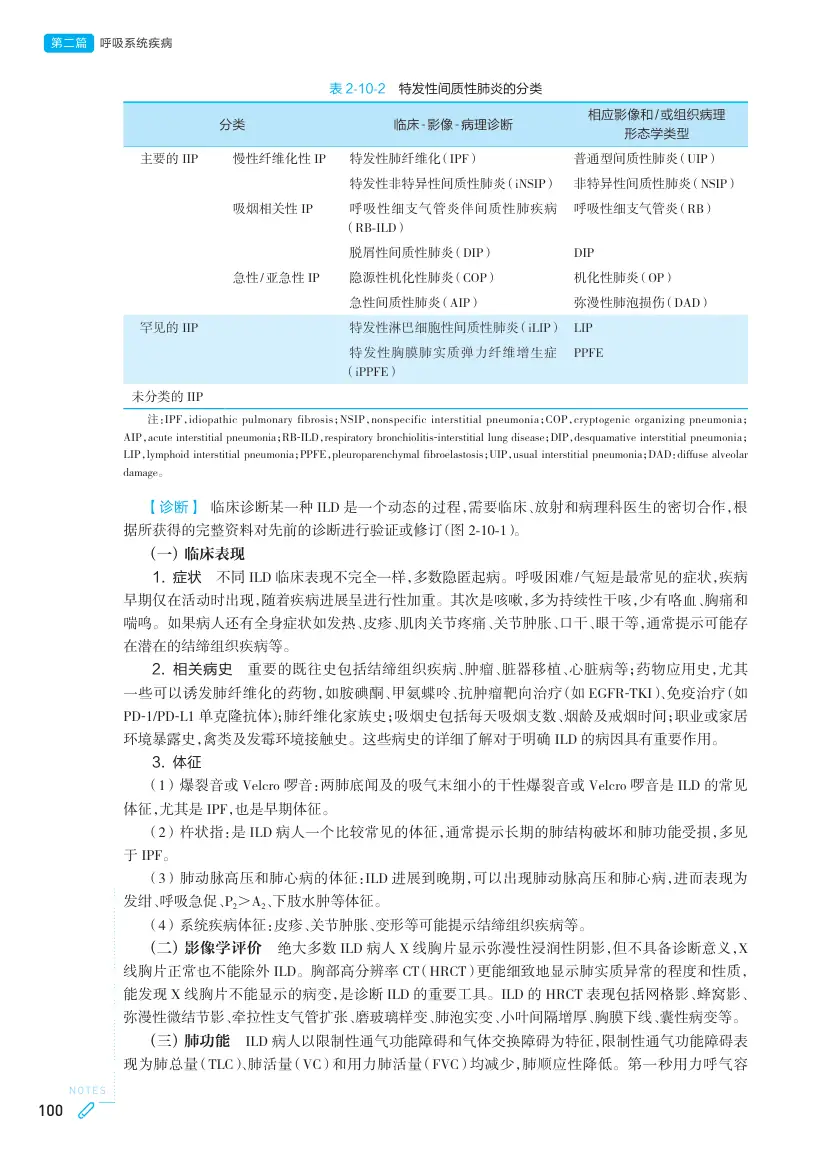 第二篇 呼吸系统疾病
表 2-10-2 特发性间质性肺炎的分类
分类 临床-影像-病理诊断 相应影像和/或组织病理
形态学类型
主要的 IIP 慢性纤维化性 IP 特发性肺纤维化（IPF） 普通型间质性肺炎（UIP）
特发性非特异性间质性肺炎（iNSIP） 非特异性间质性肺炎（NSIP）
吸烟相关性 IP 呼吸性细支气管炎伴间质性肺疾病 呼吸性细支气管炎（RB）
（RB-ILD）
脱屑性间质性肺炎（DIP） DIP
急性/亚急性 IP 隐源性机化性肺炎（COP） 机化性肺炎（OP）
急性间质性肺炎（AIP） 弥漫性肺泡损伤（DAD）
罕见的 IIP 特发性淋巴细胞性间质性肺炎（iLIP） LIP
特发性胸膜肺实质弹力纤维增生症 PPFE
（iPPFE）
未分类的 IIP
注：IPF，idiopathic pulmonary fibrosis；NSIP，nonspecific interstitial pneumonia；COP，cryptogenic organizing pneumonia；
AIP，acute interstitial pneumonia；RB-ILD，respiratory bronchiolitis-interstitial lung disease；DIP，desquamative interstitial pneumonia；
LIP，lymphoid interstitial pneumonia；PPFE，pleuroparenchymal fibroelastosis；UIP，usual interstitial pneumonia；DAD：diffuse alveolar
damage。
【诊断】 临床诊断某一种 ILD 是一个动态的过程，需要临床、放射和病理科医生的密切合作，根
据所获得的完整资料对先前的诊断进行验证或修订（图 2-10-1）。
（一）临床表现
1. 症状 不同 ILD 临床表现不完全一样，多数隐匿起病。呼吸困难/气短是最常见的症状，疾病
早期仅在活动时出现，随着疾病进展呈进行性加重。其次是咳嗽，多为持续性干咳，少有咯血、胸痛和
喘鸣。如果病人还有全身症状如发热、皮疹、肌肉关节疼痛、关节肿胀、口干、眼干等，通常提示可能存
在潜在的结缔组织疾病等。
2. 相关病史 重要的既往史包括结缔组织疾病、肿瘤、脏器移植、心脏病等；药物应用史，尤其
一些可以诱发肺纤维化的药物，如胺碘酮、甲氨蝶呤、抗肿瘤靶向治疗（如 EGFR-TKI）、免疫治疗（如
PD-1/PD-L1 单克隆抗体）；肺纤维化家族史；吸烟史包括每天吸烟支数、烟龄及戒烟时间；职业或家居
环境暴露史，禽类及发霉环境接触史。这些病史的详细了解对于明确 ILD 的病因具有重要作用。
3. 体征
（1）爆裂音或 Velcro 啰音：两肺底闻及的吸气末细小的干性爆裂音或 Velcro 啰音是 ILD 的常见
体征，尤其是 IPF，也是早期体征。
（2）杵状指：是 ILD 病人一个比较常见的体征，通常提示长期的肺结构破坏和肺功能受损，多见
于 IPF。
（3）肺动脉高压和肺心病的体征：ILD 进展到晚期，可以出现肺动脉高压和肺心病，进而表现为
发绀、呼吸急促、P₂＞A₂、下肢水肿等体征。
（4）系统疾病体征：皮疹、关节肿胀、变形等可能提示结缔组织疾病等。
（二）影像学评价 绝大多数 ILD 病人 X 线胸片显示弥漫性浸润性阴影，但不具备诊断意义，X
线胸片正常也不能除外 ILD。胸部高分辨率 CT（HRCT）更能细致地显示肺实质异常的程度和性质，
能发现 X 线胸片不能显示的病变，是诊断 ILD 的重要工具。ILD 的 HRCT 表现包括网格影、蜂窝影、
弥漫性微结节影、牵拉性支气管扩张、磨玻璃样变、肺泡实变、小叶间隔增厚、胸膜下线、囊性病变等。
（三）肺功能 ILD 病人以限制性通气功能障碍和气体交换障碍为特征，限制性通气功能障碍表
现为肺总量（TLC）、肺活量（VC）和用力肺活量（FVC）均减少，肺顺应性降低。第一秒用力呼气容
NOTES
100